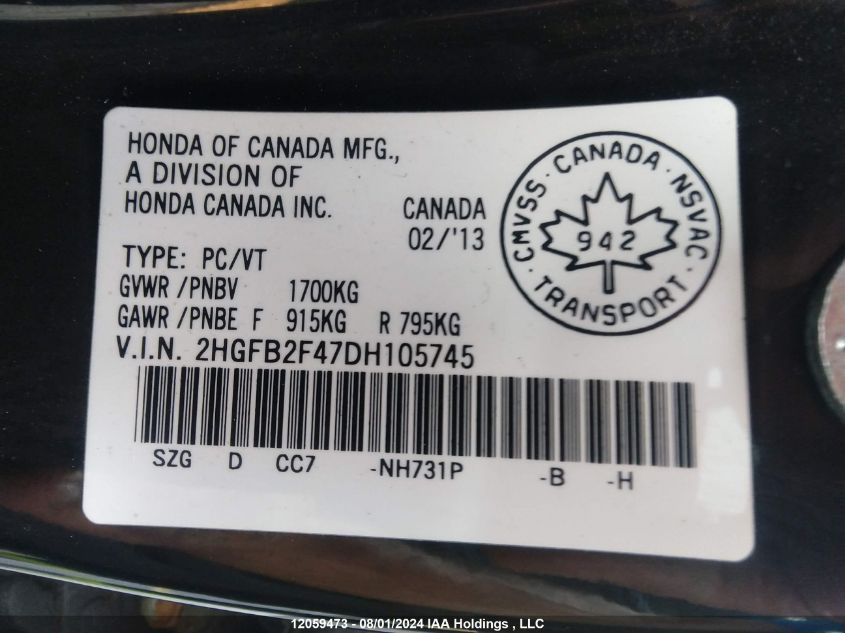 HONDA OF CANADA MFG.,
A DIVISION OF
HONDA CANADA INC.
CANADA
02/'13
TYPE: PC/VT
GVWR /PNBV 1700KG
GAWR /PNBE F 915KG R 795KG
V.I.N. 2HGFB2F47DH105745
SZG D CC7 -NH731P -B -H
CMVSS · CANADA · NSVAC · TRANSPORT ·
942
12059473 - 08/01/2024 IAA Holdings , LLC